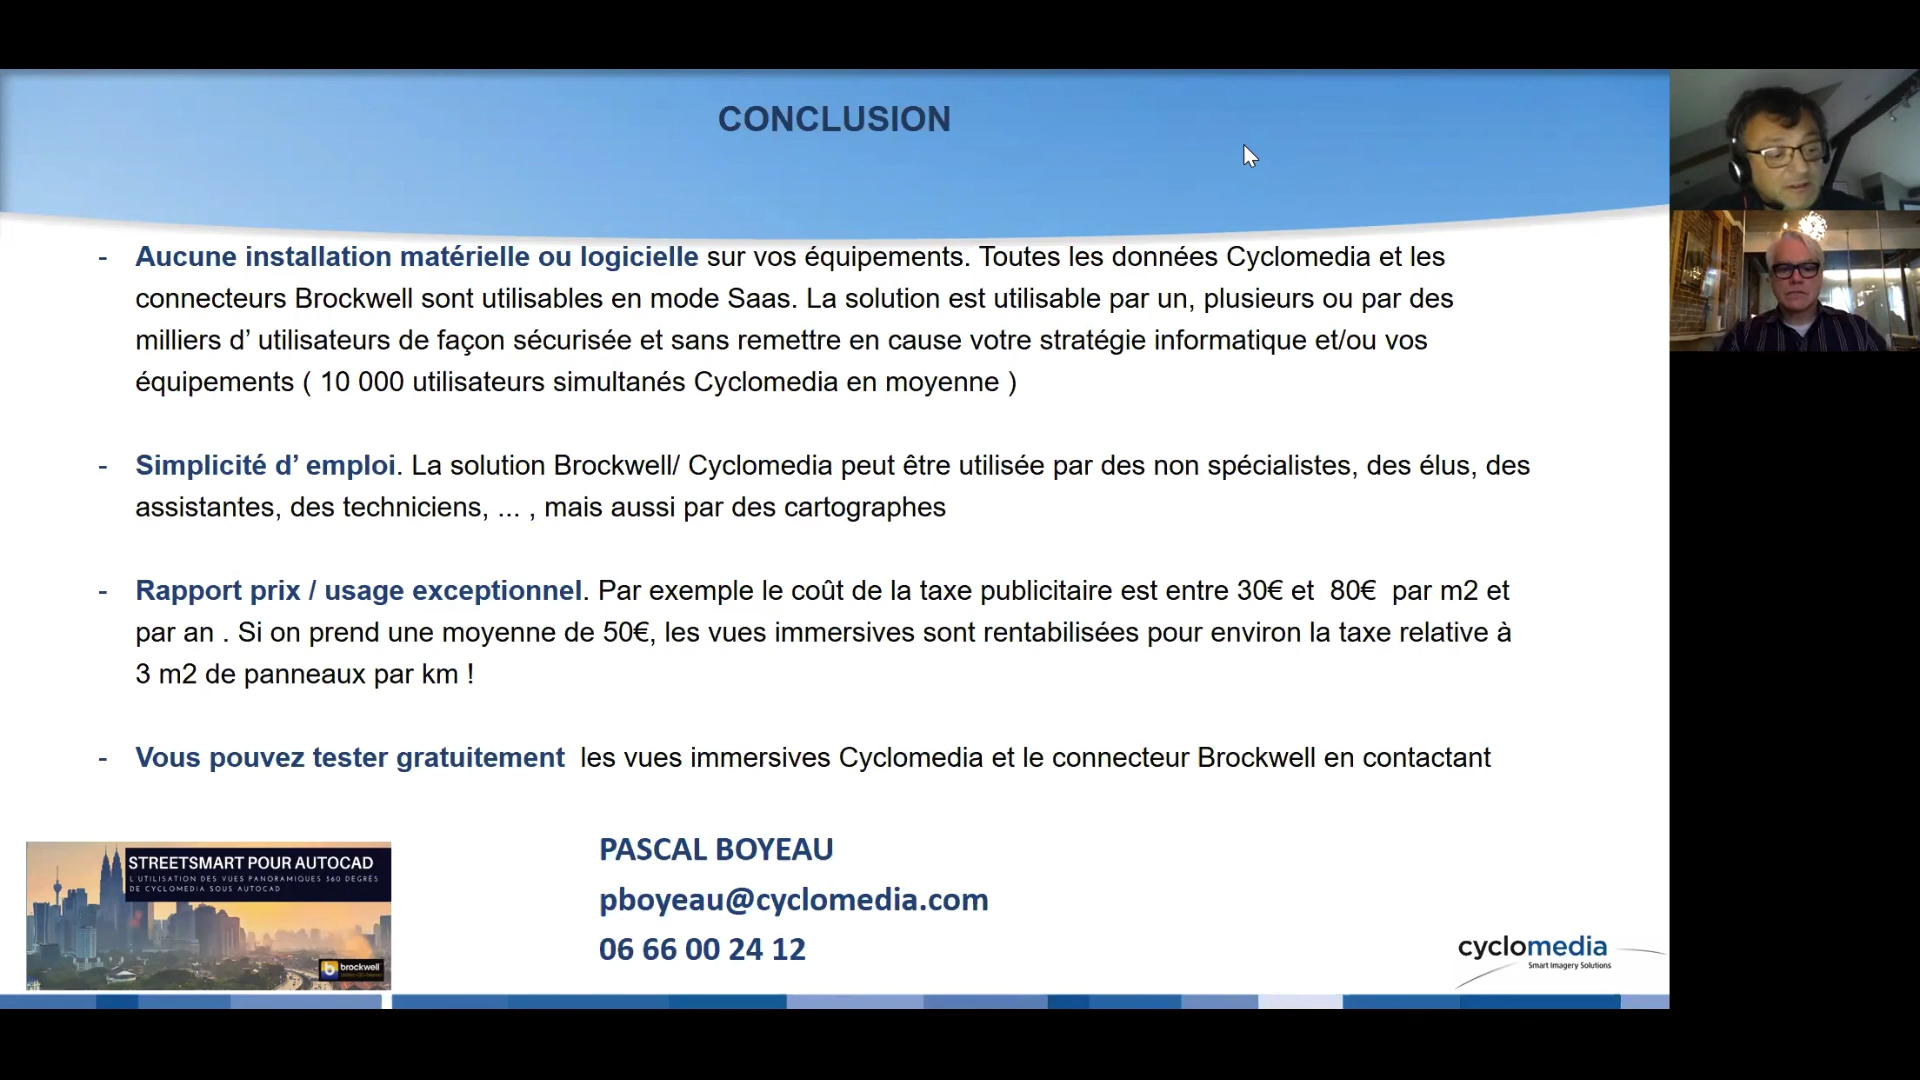 CONCLUSION
- Aucune installation matérielle ou logicielle sur vos équipements. Toutes les données Cyclomedia et les
connecteurs Brockwell sont utilisables en mode Saas. La solution est utilisable par un, plusieurs ou par des
milliers d’ utilisateurs de façon sécurisée et sans remettre en cause votre stratégie informatique et/ou vos
équipements ( 10 000 utilisateurs simultanés Cyclomedia en moyenne )
- Simplicité d’ emploi. La solution Brockwell/ Cyclomedia peut être utilisée par des non spécialistes, des élus, des
assistantes, des techniciens, ... , mais aussi par des cartographes
- Rapport prix / usage exceptionnel. Par exemple le coût de la taxe publicitaire est entre 30€ et  80€  par m2 et
par an . Si on prend une moyenne de 50€, les vues immersives sont rentabilisées pour environ la taxe relative à
3 m2 de panneaux par km !
- Vous pouvez tester gratuitement  les vues immersives Cyclomedia et le connecteur Brockwell en contactant
PASCAL BOYEAU
pboyeau@cyclomedia.com
06 66 00 24 12
STREETSMART POUR AUTOCAD
L'UTILISATION DES VUES PANORAMIQUES 360 DEGRÉS
DE CYCLOMEDIA SOUS AUTOCAD
brockwell
cyclomedia
Smart Imagery Solutions